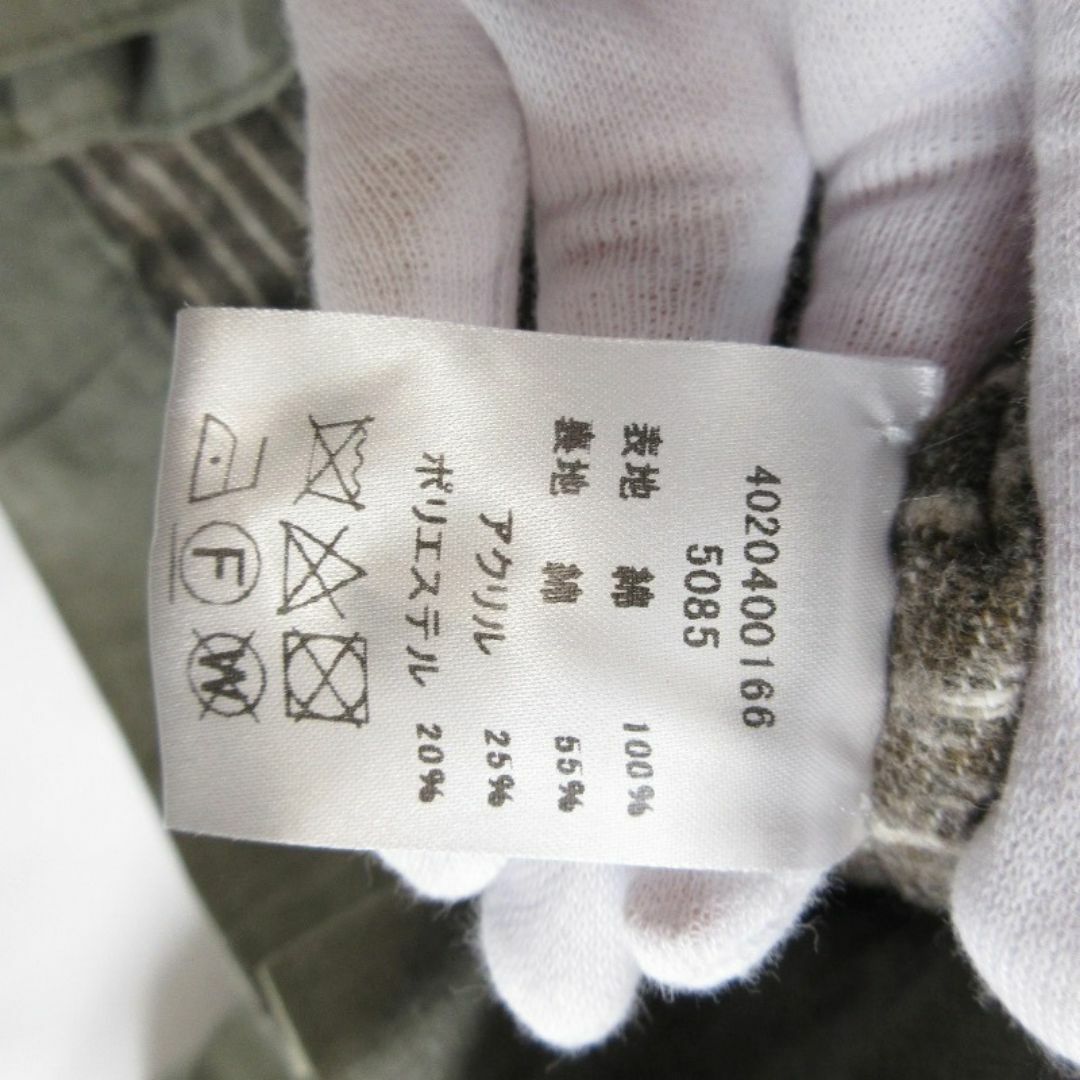 4020400166
5085
表地 綿 100%
裏地 綿 55%
アクリル 25%
ポリエステル 20%
F
W